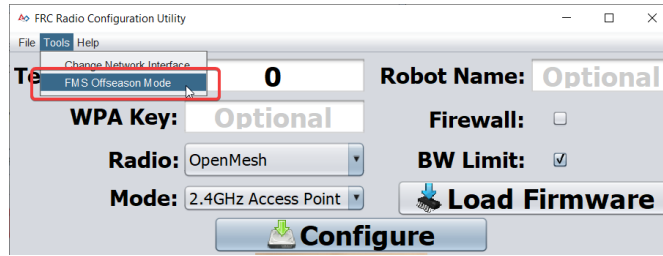 FRC Radio Configuration Utility
File Tools Help
Change Network Interface
FMS Offseason Mode
Te 0 Robot Name: Optional
WPA Key: Optional Firewall:
Radio: OpenMesh BW Limit:
Mode: 2.4GHz Access Point Load Firmware
Configure